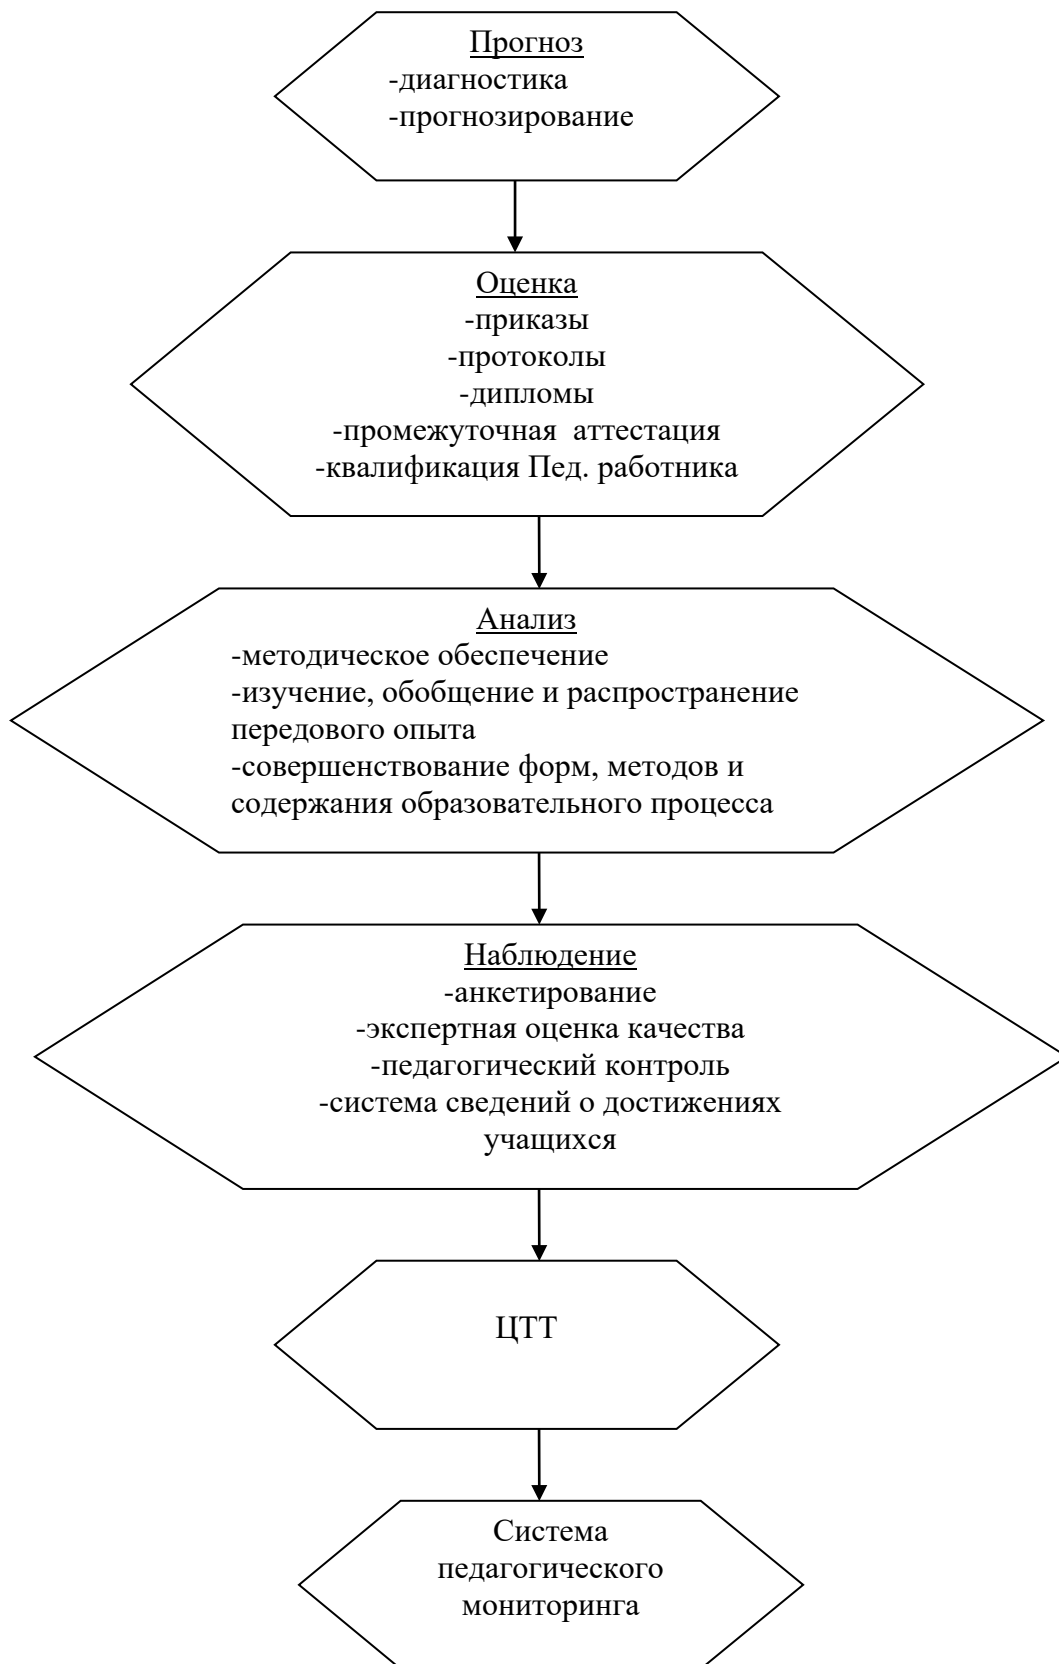 Прогноз
-диагностика
-прогнозирование
Оценка
-приказы
-протоколы
-дипломы
-промежуточная  аттестация
-квалификация Пед. работника
Анализ
-методическое обеспечение
-изучение, обобщение и распространение
передового опыта
-совершенствование форм, методов и
содержания образовательного процесса
Наблюдение
-анкетирование
-экспертная оценка качества
-педагогический контроль
-система сведений о достижениях
учащихся
ЦТТ
Система
педагогического
мониторинга